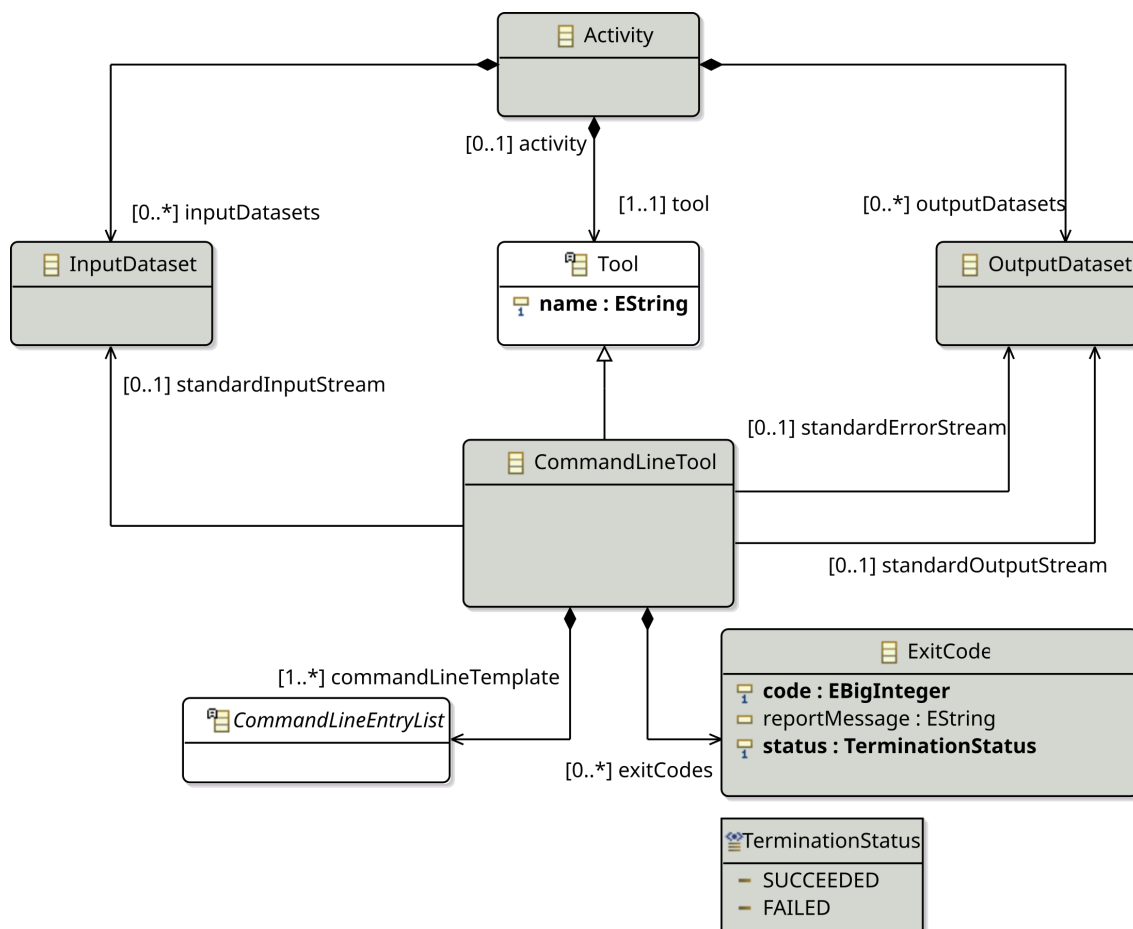 Activity
[0..1] activity
[0..*] inputDatasets
[1..1] tool
[0..*] outputDatasets
InputDataset
Tool
name : EString
OutputDataset
[0..1] standardInputStream
[0..1] standardErrorStream
CommandLineTool
[0..1] standardOutputStream
[1..*] commandLineTemplate
CommandLineEntryList
[0..*] exitCodes
ExitCode
code : EBigInteger
reportMessage : EString
status : TerminationStatus
TerminationStatus
SUCCEEDED
FAILED